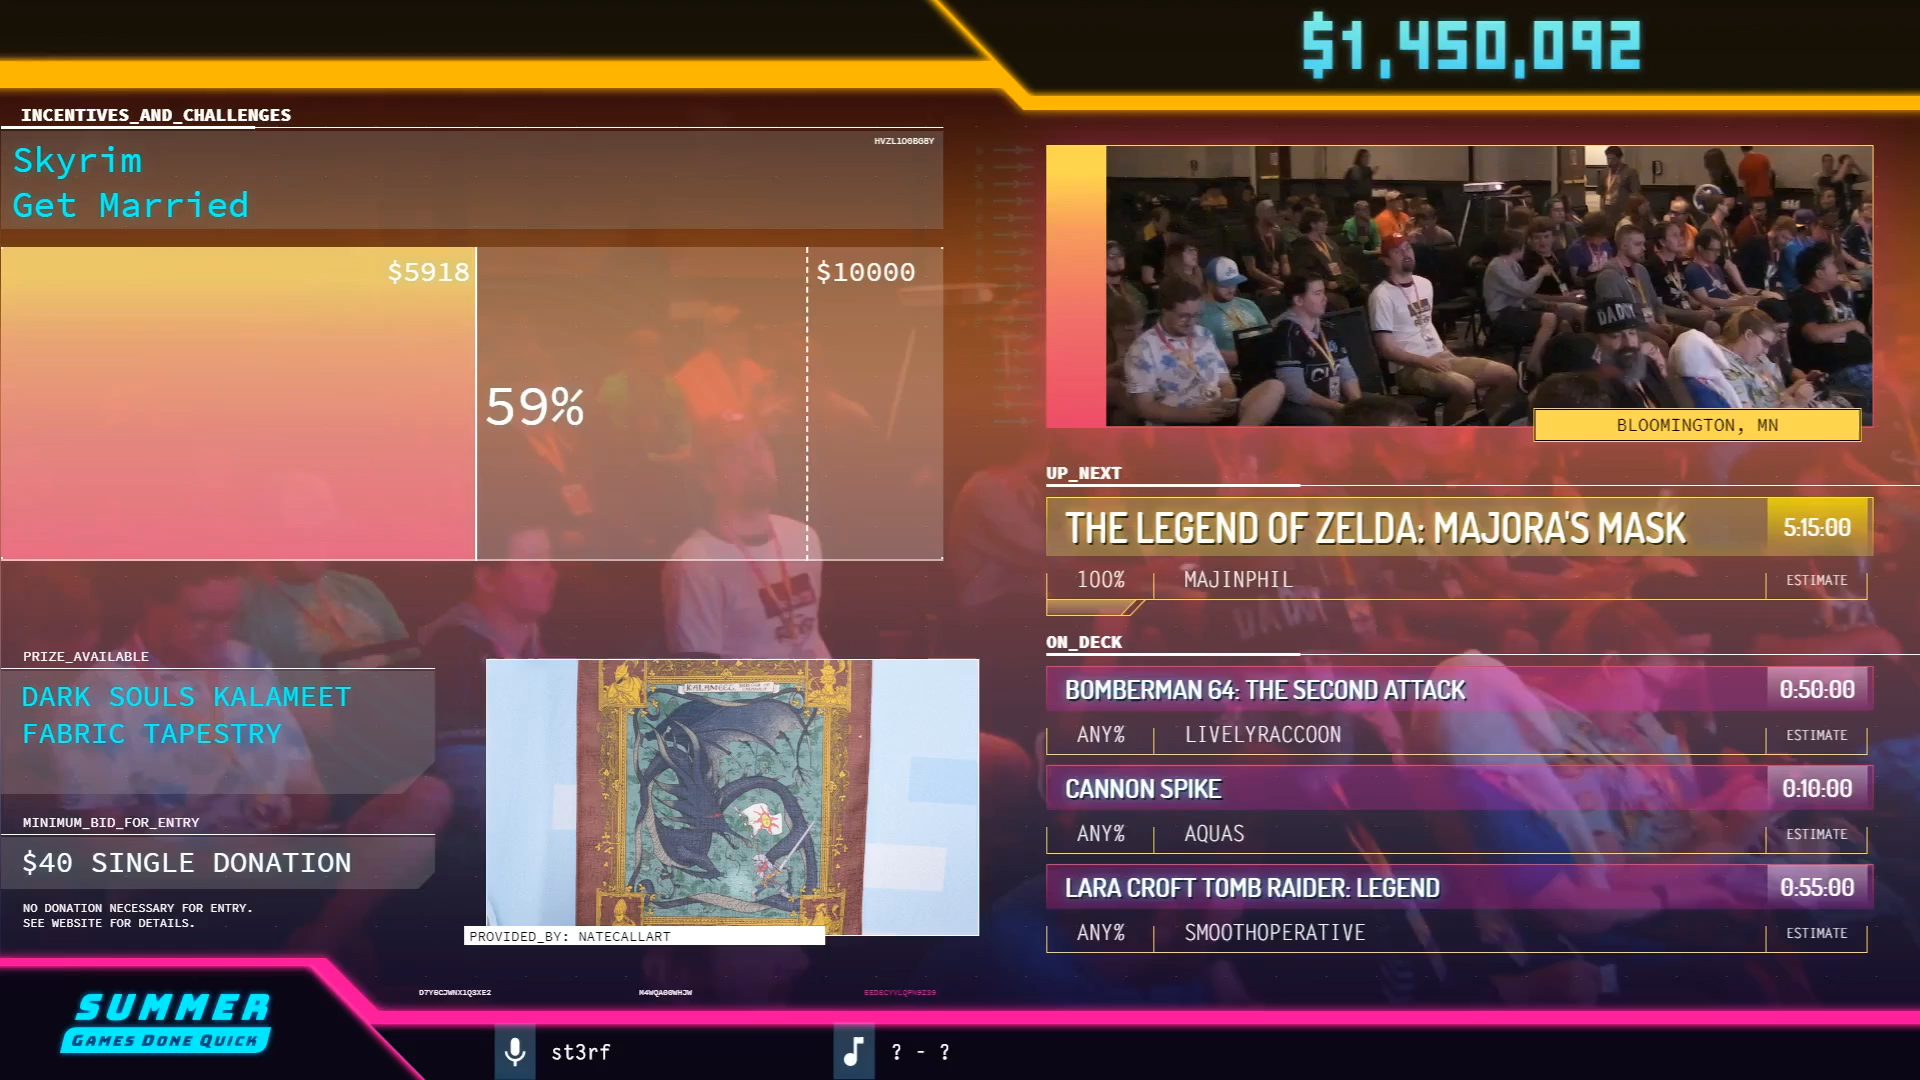 $1,450,092
INCENTIVES_AND_CHALLENGES
Skyrim
Get Married
$5918
$10000
59%
PRIZE_AVAILABLE
DARK SOULS KALAMEET
FABRIC TAPESTRY
MINIMUM_BID_FOR_ENTRY
$40 SINGLE DONATION
NO DONATION NECESSARY FOR ENTRY.
SEE WEBSITE FOR DETAILS.
KALAMEET
PROVIDED_BY: NATECALLART
DADDY
BLOOMINGTON, MN
UP_NEXT
THE LEGEND OF ZELDA: MAJORA'S MASK 5:15:00
100% MAJINPHIL ESTIMATE
ON_DECK
BOMBERMAN 64: THE SECOND ATTACK 0:50:00
ANY% LIVELYRACCOON ESTIMATE
CANNON SPIKE 0:10:00
ANY% AQUAS ESTIMATE
LARA CROFT TOMB RAIDER: LEGEND 0:55:00
ANY% SMOOTHOPERATIVE ESTIMATE
SUMMER
GAMES DONE QUICK
st3rf
? - ?